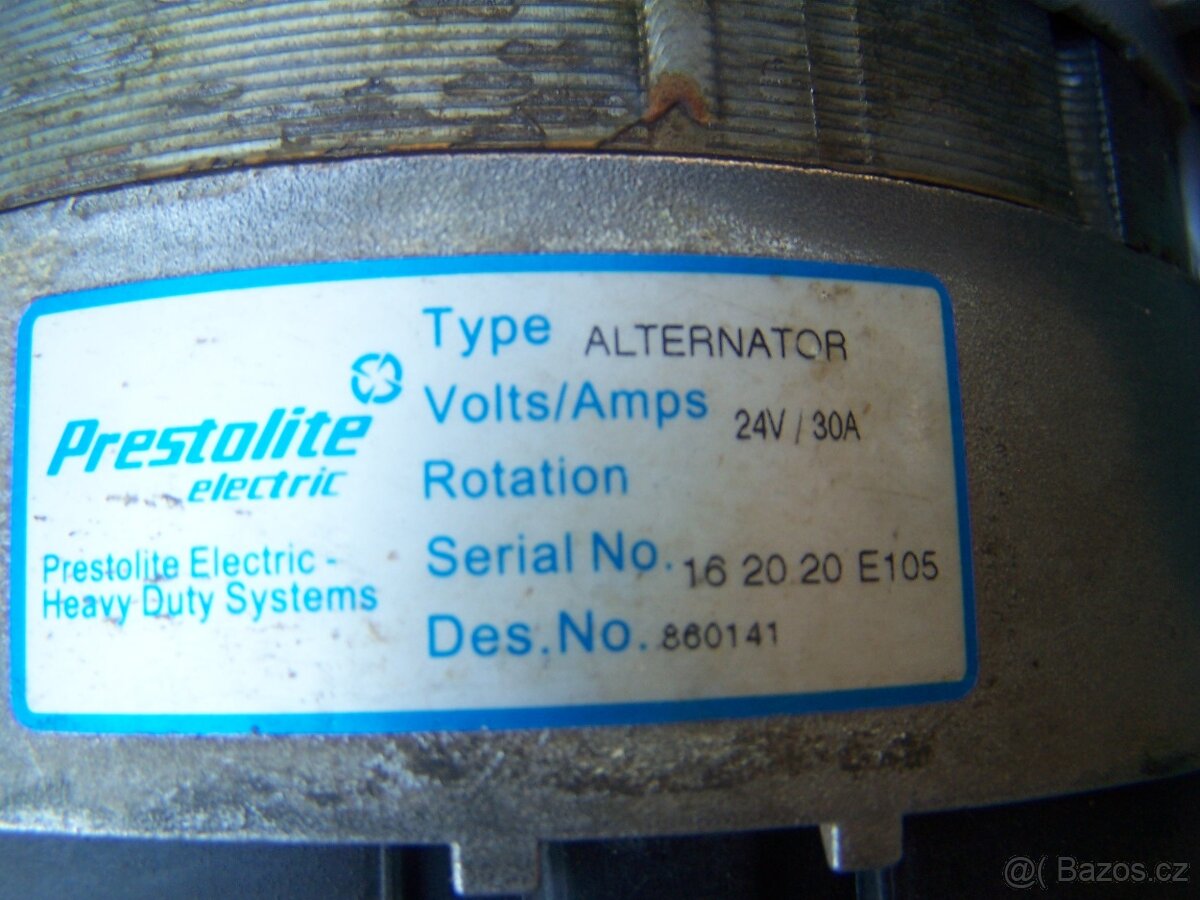 Prestolite
electric
Prestolite Electric -
Heavy Duty Systems
Type ALTERNATOR
Volts/Amps 24V / 30A
Rotation
Serial No. 16 20 20 E105
Des.No. 860141
@( Bazos.cz